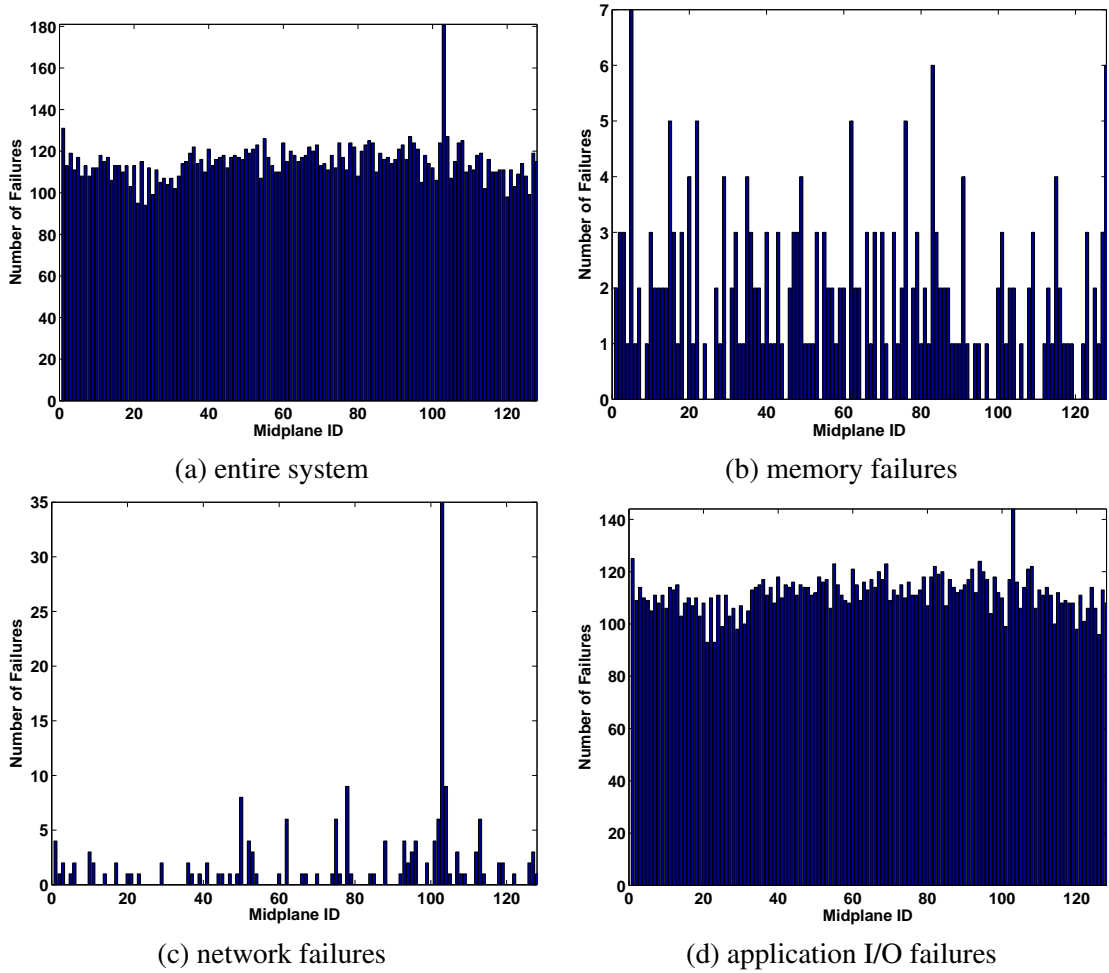 180
160
140
120
100
80
60
40
20
0
Number of Failures
0 20 40 60 80 100 120
Midplane ID
(a) entire system
7
6
5
4
3
2
1
0
Number of Failures
0 20 40 60 80 100 120
Midplane ID
(b) memory failures
35
30
25
20
15
10
5
0
Number of Failures
0 20 40 60 80 100 120
Midplane ID
(c) network failures
140
120
100
80
60
40
20
0
Number of Failures
0 20 40 60 80 100 120
Midplane ID
(d) application I/O failures